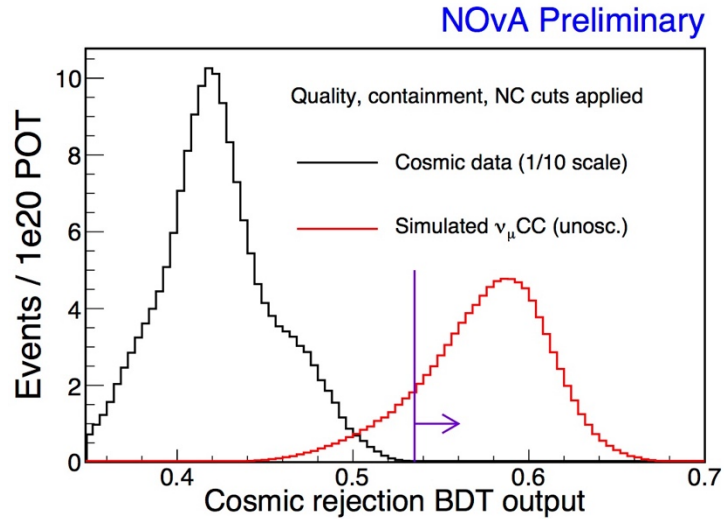 NOvA Preliminary
Events / 1e20 POT
10
8
6
4
2
0
Quality, containment, NC cuts applied
Cosmic data (1/10 scale)
Simulated νμCC (unosc.)
0.4 0.5 0.6 0.7
Cosmic rejection BDT output